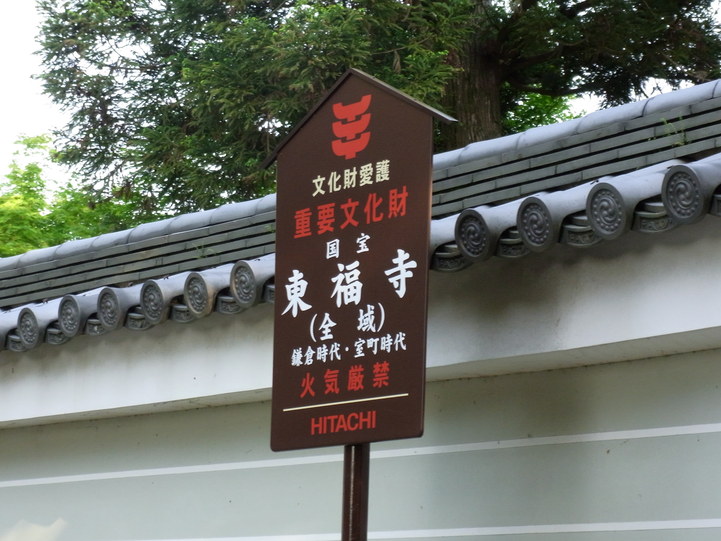 文化財愛護
重要文化財
国宝
東福寺
(全域)
鎌倉時代・室町時代
火気厳禁
HITACHI